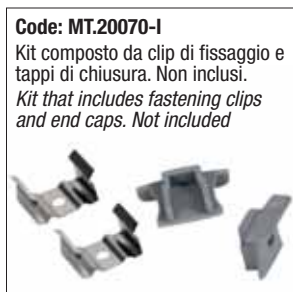 Code: MT.20070-I
Kit composto da clip di fissaggio e
tappi di chiusura. Non inclusi.
Kit that includes fastening clips
and end caps. Not included